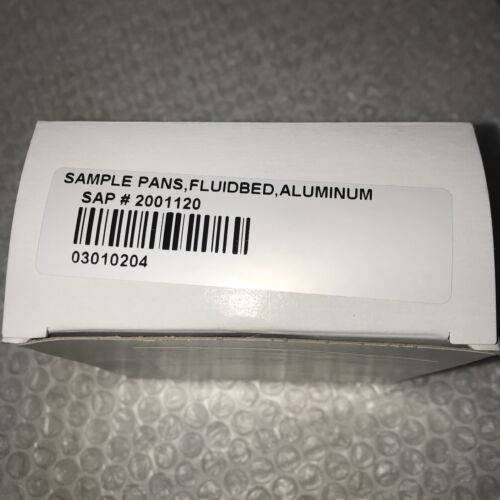 SAMPLE PANS,FLUIDBED,ALUMINUM
SAP # 2001120
03010204